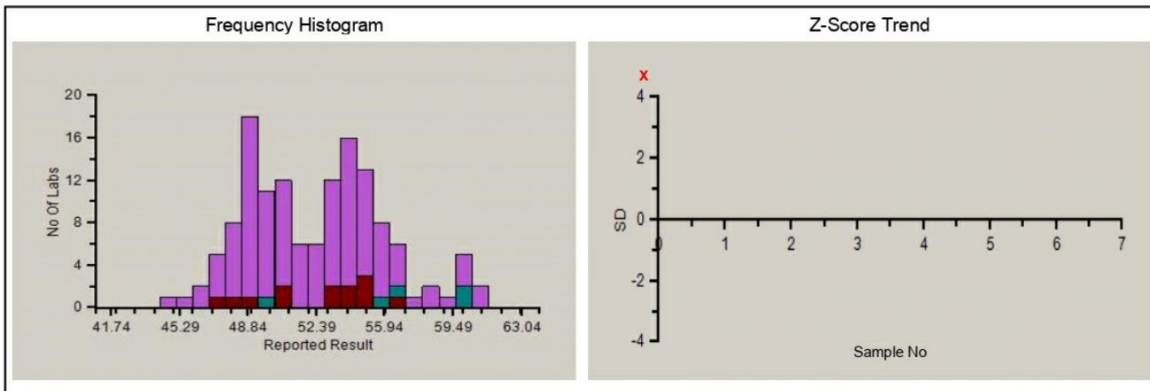 Frequency Histogram
20
16
12
8
4
0
No Of Labs
41.74 45.29 48.84 52.39 55.94 59.49 63.04
Reported Result
Z-Score Trend
x
4
2
0
-2
-4
SD
0 1 2 3 4 5 6 7
Sample No